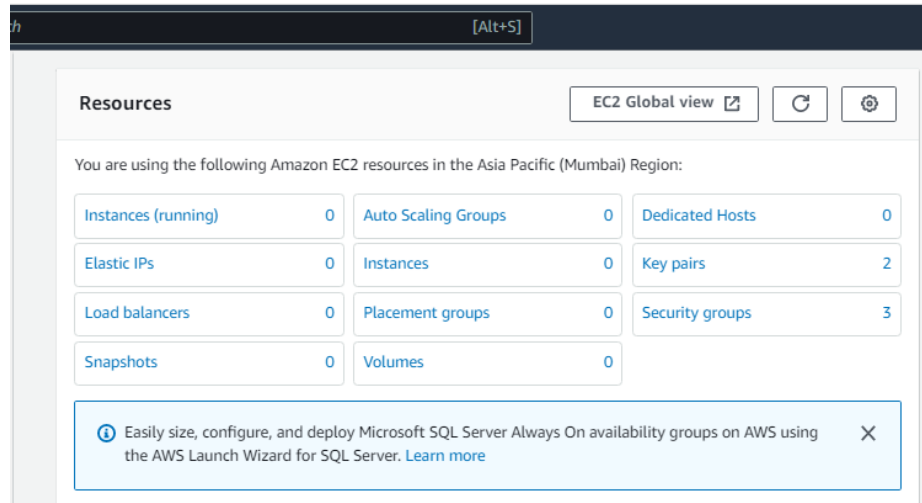 [Alt+S]
Resources
EC2 Global view
You are using the following Amazon EC2 resources in the Asia Pacific (Mumbai) Region:
Instances (running) 0 Auto Scaling Groups 0 Dedicated Hosts 0
Elastic IPs 0 Instances 0 Key pairs 2
Load balancers 0 Placement groups 0 Security groups 3
Snapshots 0 Volumes 0
Easily size, configure, and deploy Microsoft SQL Server Always On availability groups on AWS using
the AWS Launch Wizard for SQL Server. Learn more